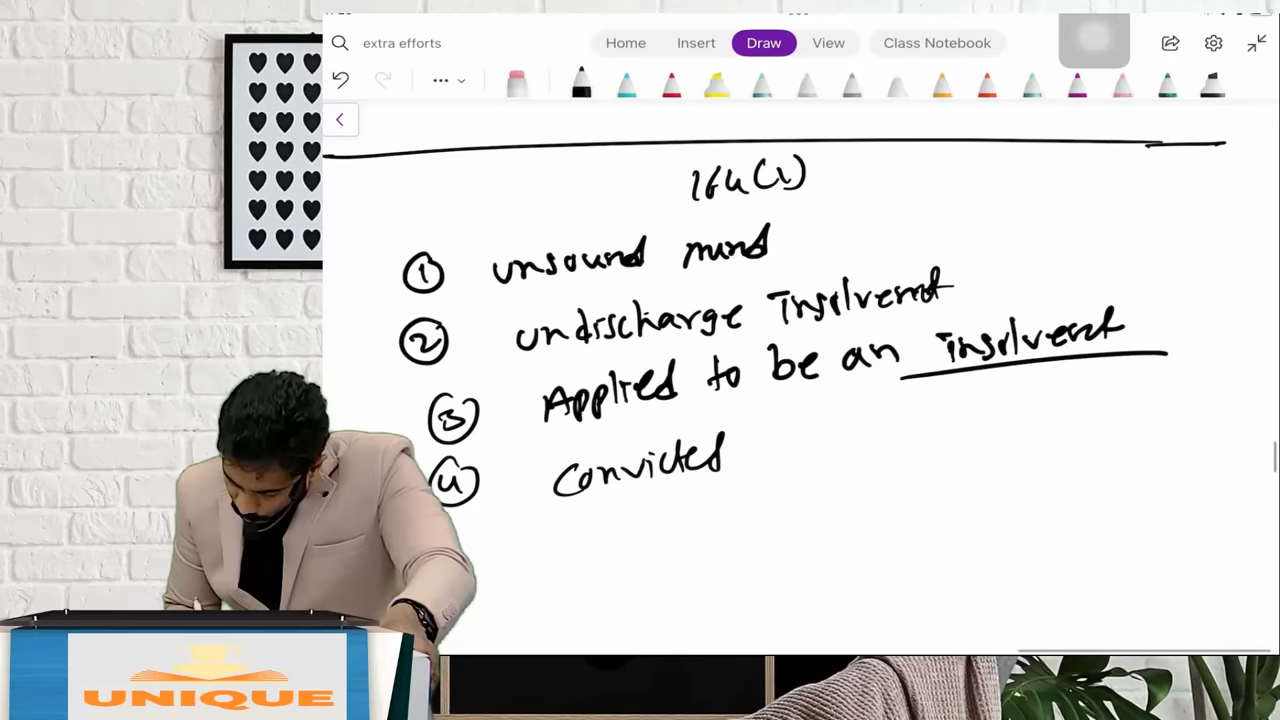 extra efforts
Home Insert Draw View Class Notebook
164(1)
① unsound mind
② undischarge insolvent
③ Applied to be an insolvent
④ convicted
UNIQUE